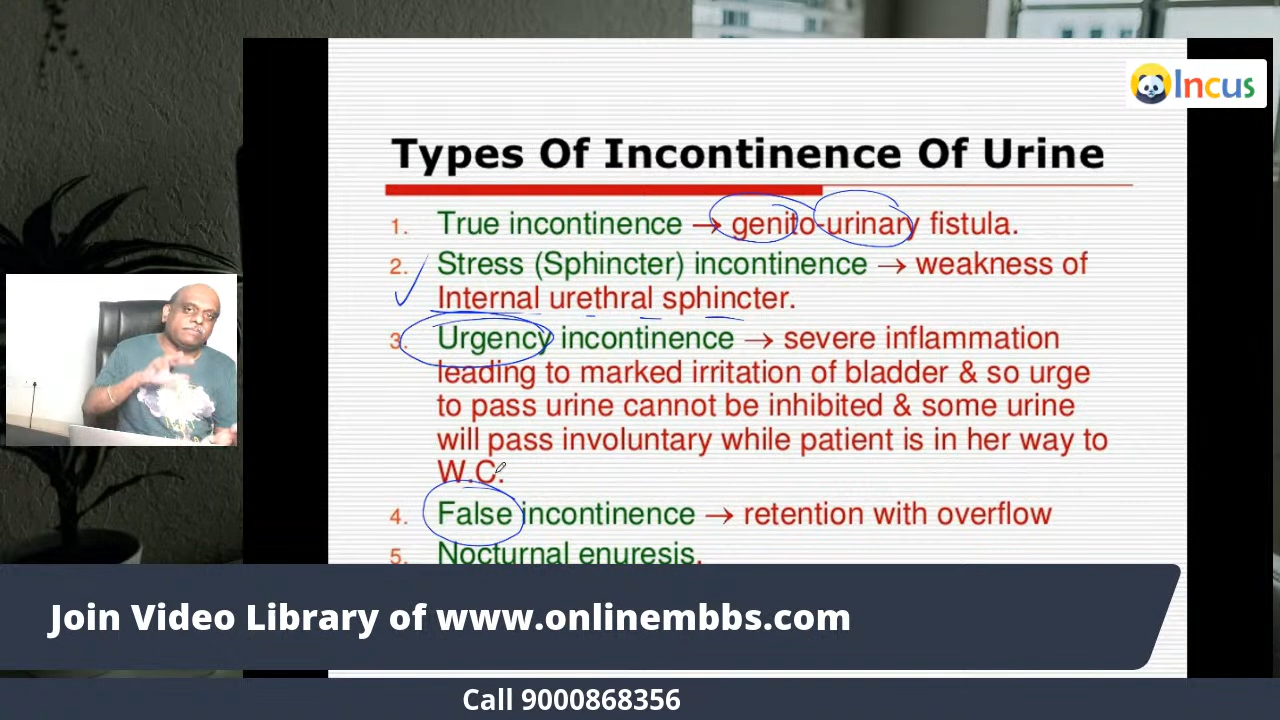 Incus
Types Of Incontinence Of Urine
1. True incontinence → genito-urinary fistula.
2. Stress (Sphincter) incontinence → weakness of
Internal urethral sphincter.
3. Urgency incontinence → severe inflammation
leading to marked irritation of bladder & so urge
to pass urine cannot be inhibited & some urine
will pass involuntary while patient is in her way to
W.C.
4. False incontinence → retention with overflow
5. Nocturnal enuresis.
Join Video Library of www.onlinembbs.com
Call 9000868356